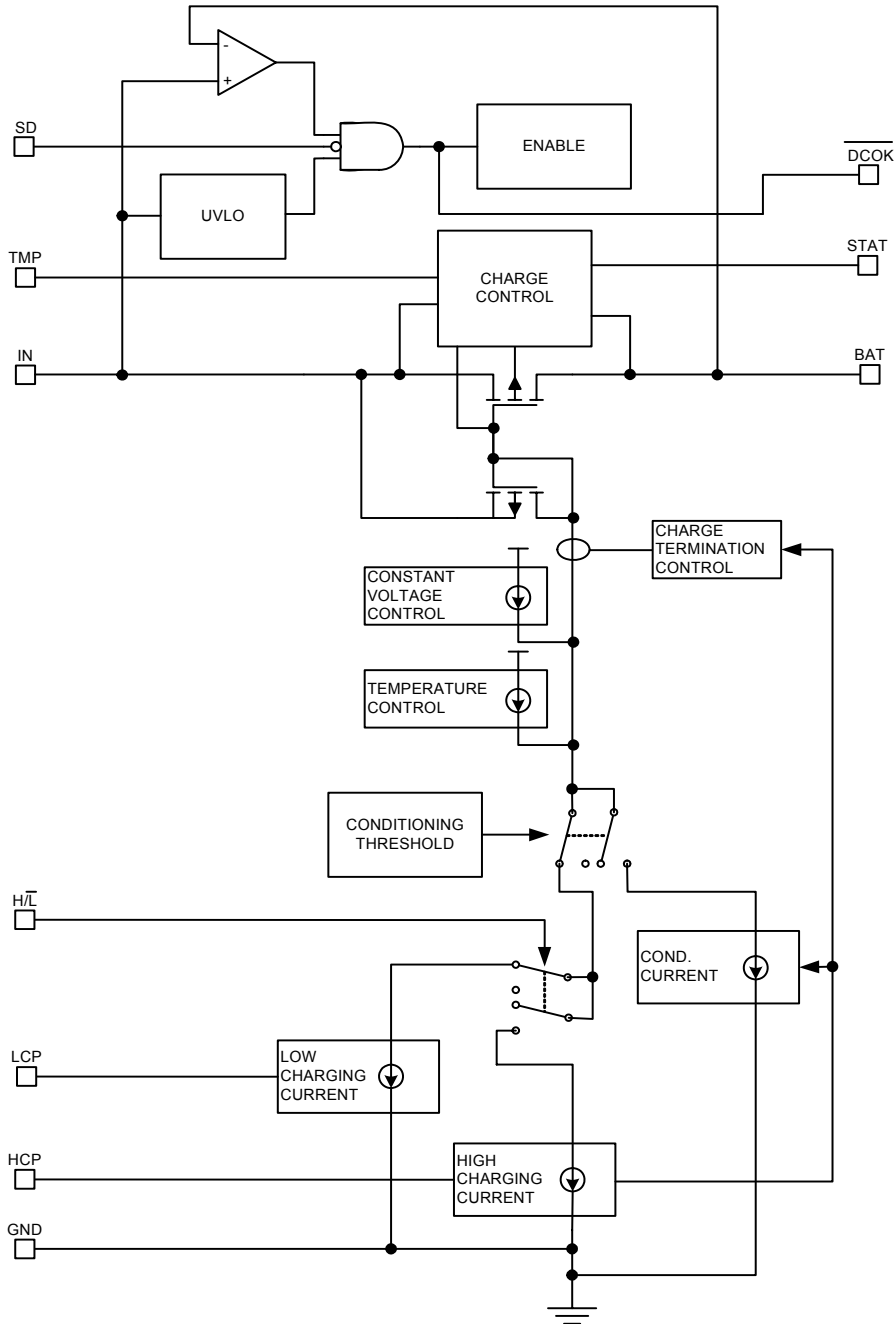 -
+
SD
ENABLE
DCOK
UVLO
TMP
CHARGE
CONTROL
STAT
IN
BAT
CHARGE
TERMINATION
CONTROL
CONSTANT
VOLTAGE
CONTROL
TEMPERATURE
CONTROL
CONDITIONING
THRESHOLD
H/L
COND.
CURRENT
LCP
LOW
CHARGING
CURRENT
HCP
HIGH
CHARGING
CURRENT
GND